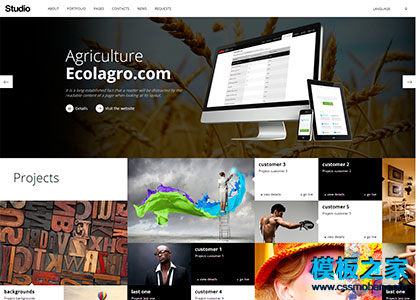 Studio
ABOUT PORTFOLIO PAGES CONTACTS NEWS REQUESTS LANGUAGE
Agriculture
Ecolagro.com
It is a long established fact that a reader will be distracted by the
readable content of a page when looking at its layout.
Details Visit the website
Projects
customer 3
Project customer 3
view details go live
customer 2
Project customer 2
view details go live
customer 5
Project customer 5
view details go live
customer 1
Project customer 1
view details go live
backgrounds
last one
Project last one
customer 4
Project customer 4
last one
模板之家
www.cssmoban.com